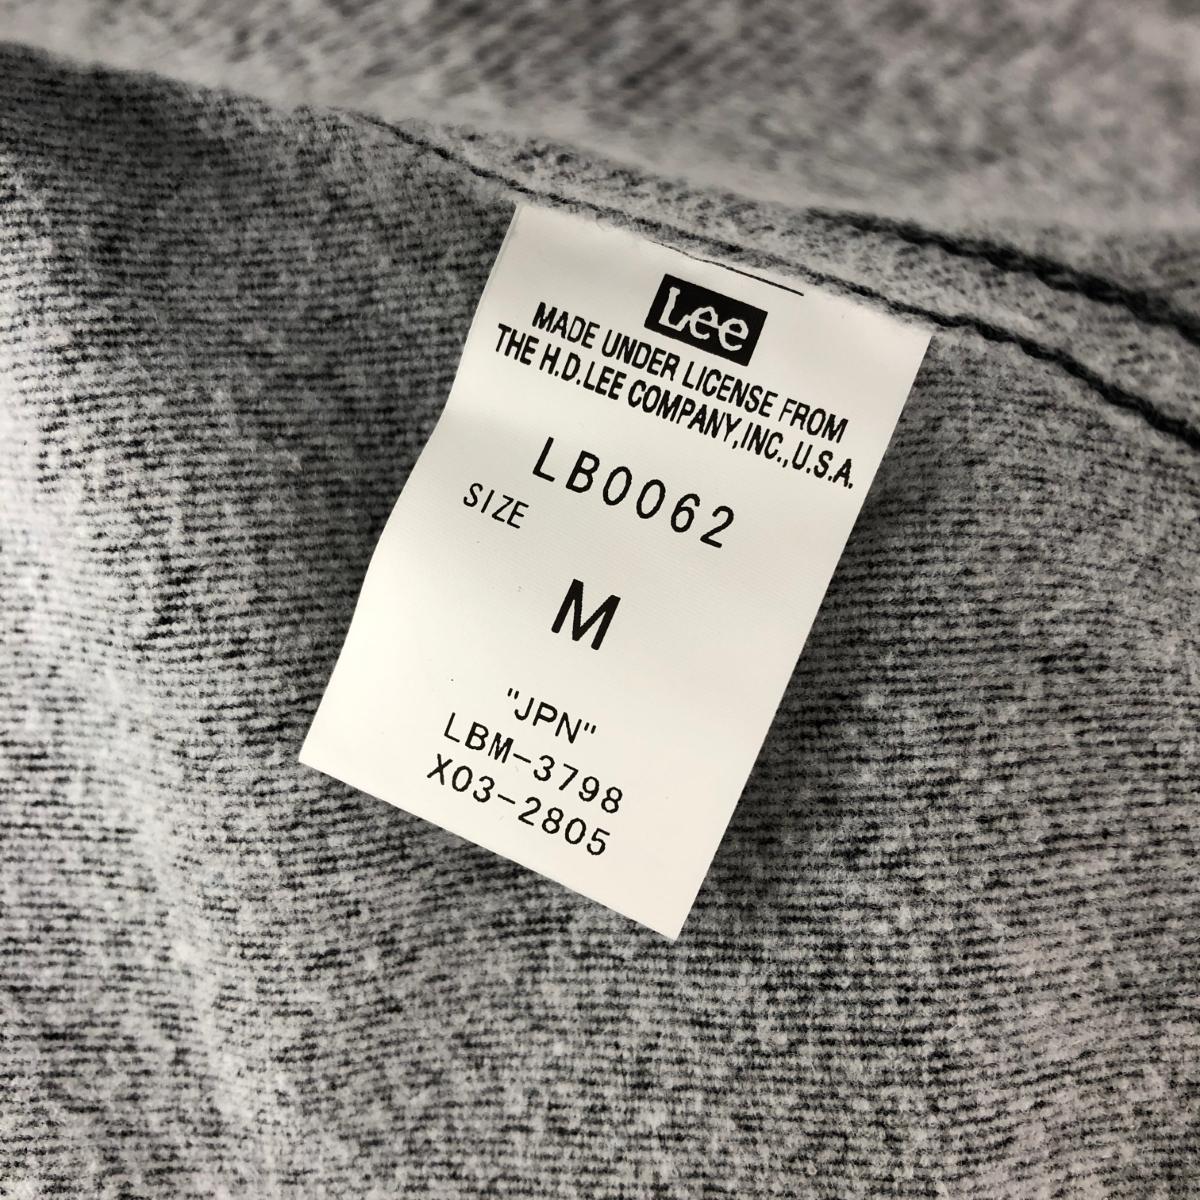 Lee
MADE UNDER LICENSE FROM
THE H.D.LEE COMPANY,INC.,U.S.A.
LB0062
SIZE
M
"JPN"
LBM-3798
X03-2805